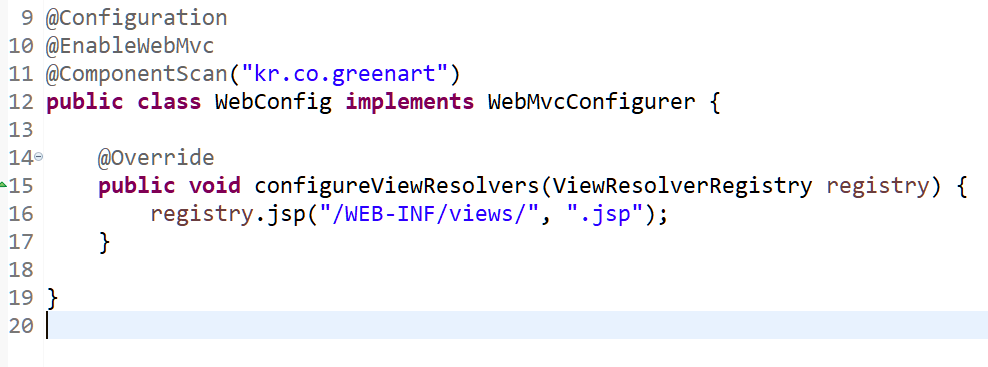 9 @Configuration
10 @EnableWebMvc
11 @ComponentScan("kr.co.greenart")
12 public class WebConfig implements WebMvcConfigurer {
13
14 @Override
15 public void configureViewResolvers(ViewResolverRegistry registry) {
16 registry.jsp("/WEB-INF/views/", ".jsp");
17 }
18
19 }
20